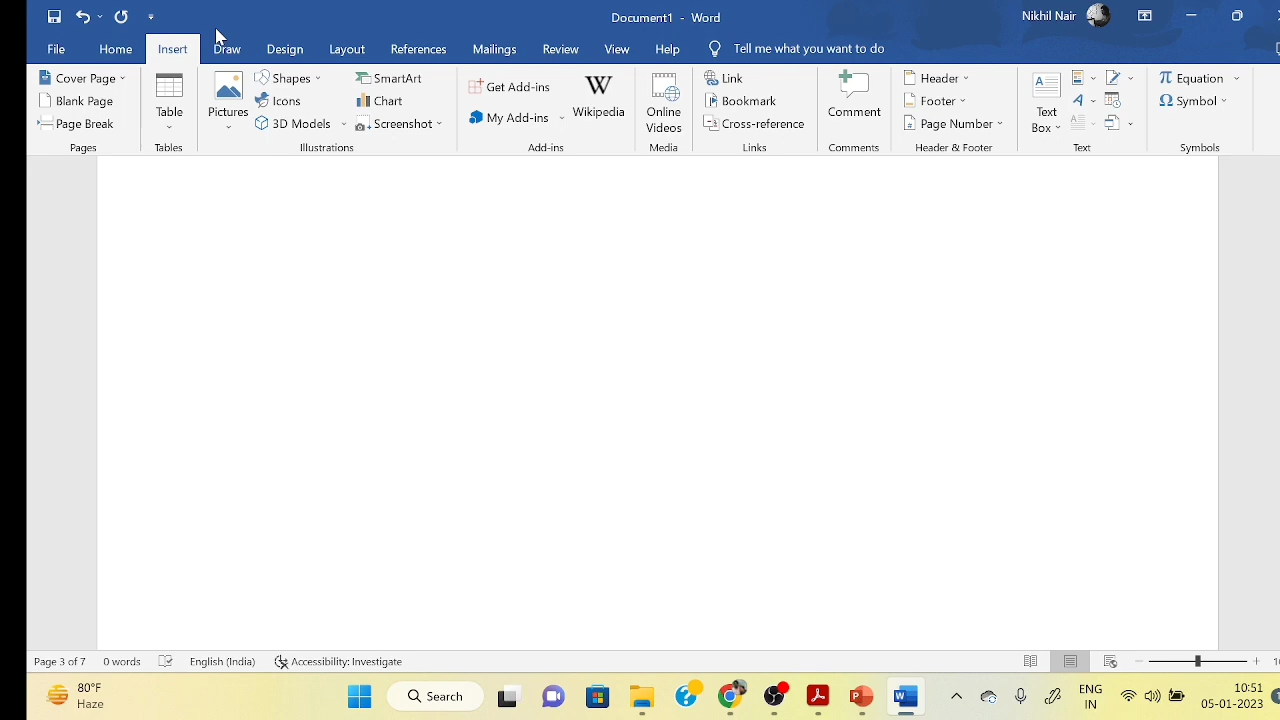 Document1 - Word
Nikhil Nair
File Home Insert Draw Design Layout References Mailings Review View Help Tell me what you want to do
Cover Page
Blank Page
Page Break
Pages
Table
Tables
Pictures
Shapes
Icons
3D Models
SmartArt
Chart
Screenshot
Illustrations
Get Add-ins
My Add-ins
W
Wikipedia
Add-ins
Online
Videos
Media
Link
Bookmark
Cross-reference
Links
Comment
Comments
Header
Footer
Page Number
Header & Footer
Text
Box
Text
π Equation
Ω Symbol
Symbols
Page 3 of 7 0 words English (India) Accessibility: Investigate
80°F
Haze
Search
ENG
IN
10:51
05-01-2023